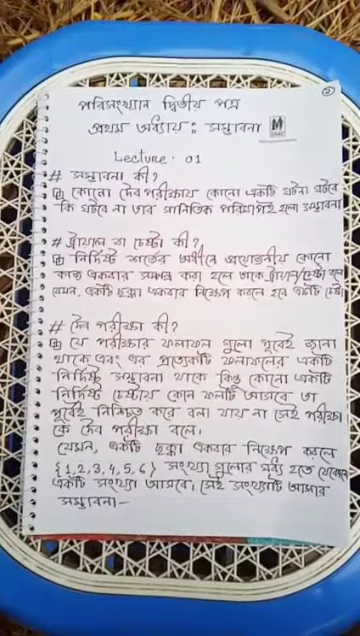 পরিসংখ্যান দ্বিতীয় পত্র
প্রথম অধ্যায়: সম্ভাবনা
Lecture: 01
# সম্ভাবনা কী?
কোনো দৈব পরীক্ষায় কোনো একটি ঘটনা ঘটবে
কি ঘটবে না তার গানিতিক পরিমাপই হলো সম্ভাবনা
# ট্রায়াল বা চেষ্টা কী?
নির্দিষ্ট শর্তের অধীনে প্রয়োজনীয় কোনো
কাজ একবার সম্পন্ন করা হলে তাকে ট্রায়াল/চেষ্টা বলে
যেমন, একটি ছক্কা একবার নিক্ষেপ করলে হবে একটি চেষ্টা
# দৈব পরীক্ষা কী?
যে পরীক্ষার ফলাফল গুলো পূর্বেই জানা
থাকে এবং এর প্রত্যেকটি ফলাফলের একটি
নির্দিষ্ট সম্ভাবনা থাকে কিন্তু কোনো একটি
নির্দিষ্ট চেষ্টায় কোন ফলটি আসবে তা
পূর্বেই নিশ্চিত করে বলা যায় না সেই পরীক্ষা
কে দৈব পরীক্ষা বলে।
যেমন, একটি ছক্কা একবার নিক্ষেপ করলে
{1,2,3,4,5,6} সংখ্যা গুলোর মধ্য হতে যেকোনো
একটি সংখ্যা আসবে। সেই সংখ্যাটি আসার
সম্ভাবনা—